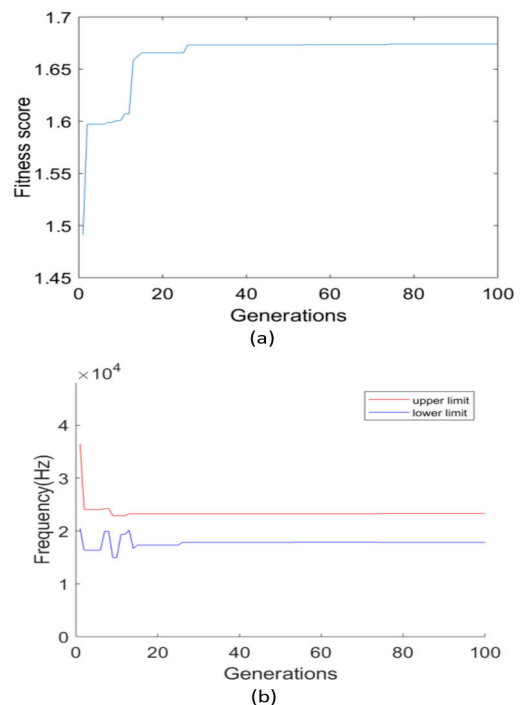 1.7
1.65
1.6
1.55
1.5
1.45
Fitness score
0 20 40 60 80 100
Generations
(a)
×10^4
4
3
2
1
0
Frequency(Hz)
upper limit
lower limit
0 20 40 60 80 100
Generations
(b)